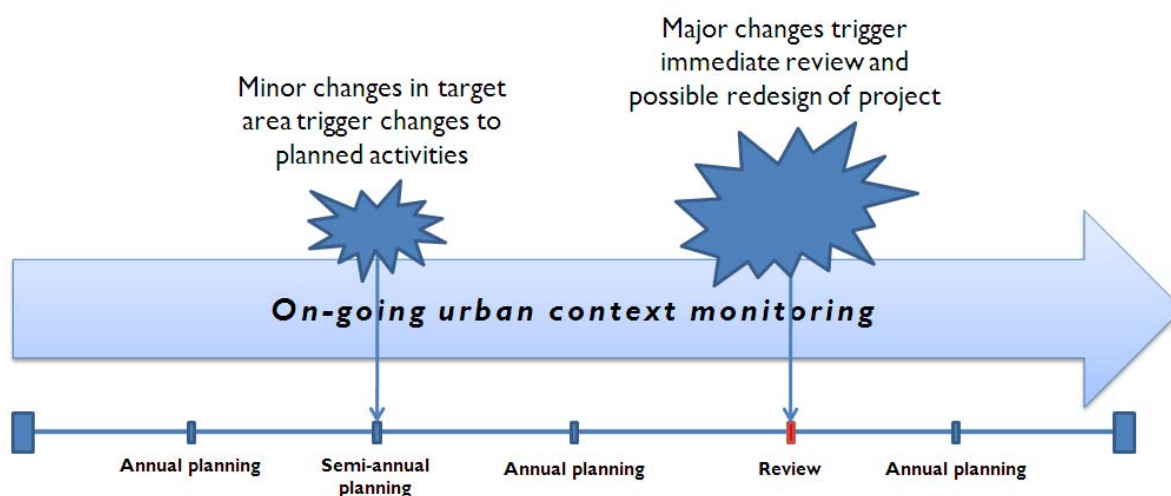 Major changes trigger
immediate review and
possible redesign of project
Minor changes in target
area trigger changes to
planned activities
On-going urban context monitoring
Annual planning
Semi-annual
planning
Annual planning
Review
Annual planning